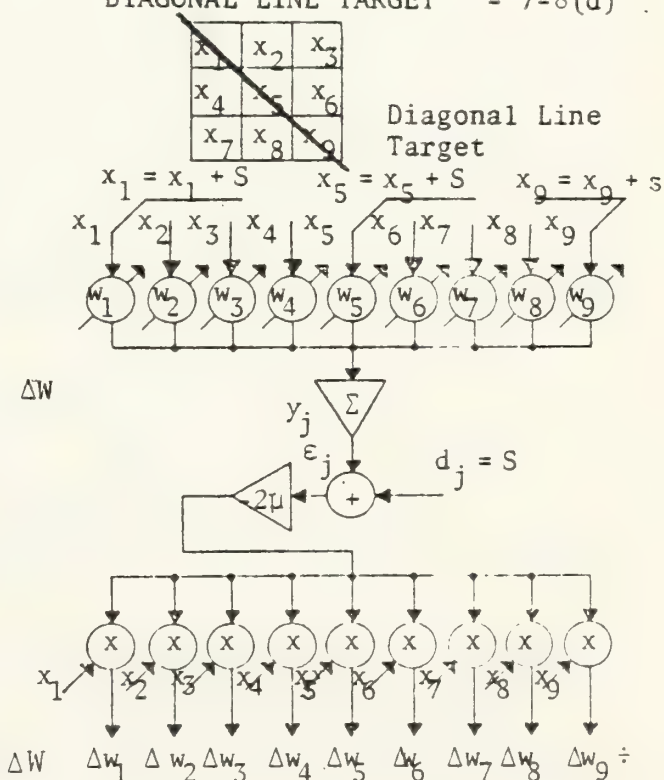 DIAGONAL LINE TARGET - 7-8(d)
x1 x2 x3
x4 x5 x6
x7 x8 x9
Diagonal Line
Target
x1 = x1 + S x5 = x5 + S x9 = x9 + s
x1 x2 x3 x4 x5 x6 x7 x8 x9
w1 w2 w3 w4 w5 w6 w7 w8 w9
ΔW
yj Σ
εj dj = S
-2μ +
x x x x x x x x x
x1 x2 x3 x4 x5 x6 x7 x8 x9
ΔW Δw1 Δw2 Δw3 Δw4 Δw5 Δw6 Δw7 Δw8 Δw9 ÷